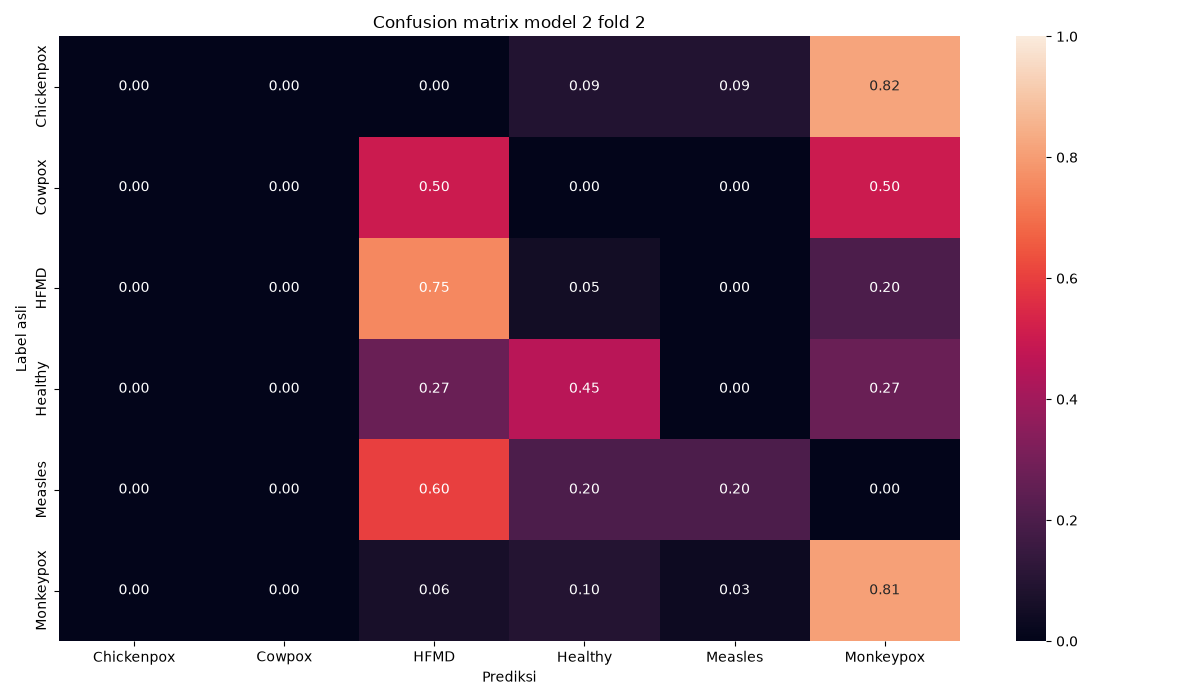 Confusion matrix model 2 fold 2
Label asli
Chickenpox 0.00 0.00 0.00 0.09 0.09 0.82
Cowpox 0.00 0.00 0.50 0.00 0.00 0.50
HFMD 0.00 0.00 0.75 0.05 0.00 0.20
Healthy 0.00 0.00 0.27 0.45 0.00 0.27
Measles 0.00 0.00 0.60 0.20 0.20 0.00
Monkeypox 0.00 0.00 0.06 0.10 0.03 0.81
Chickenpox Cowpox HFMD Healthy Measles Monkeypox
Prediksi
1.0
0.8
0.6
0.4
0.2
0.0